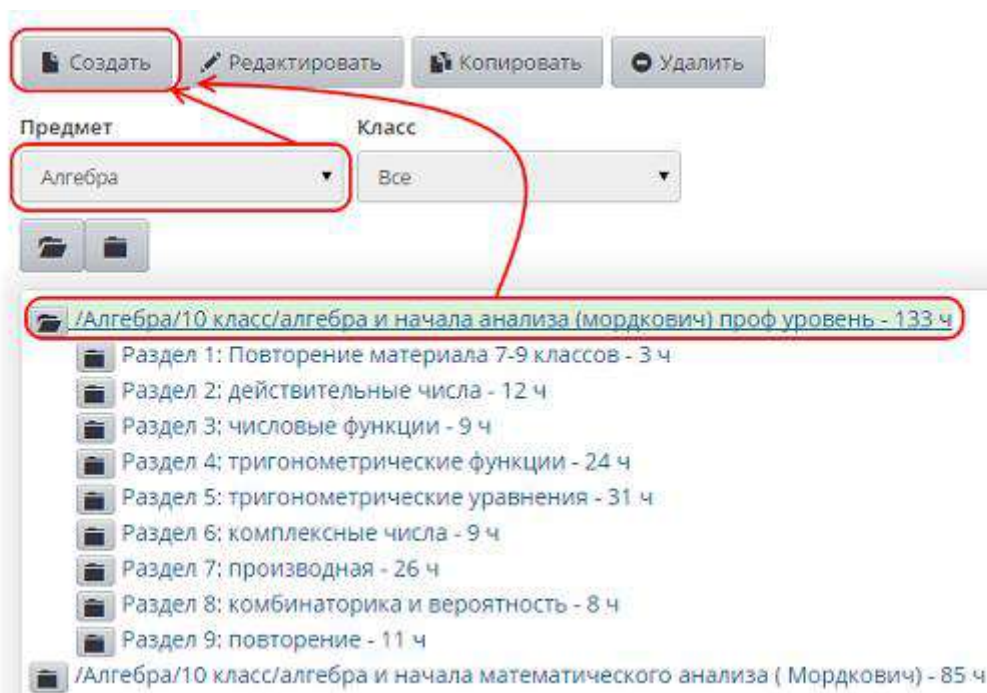 Создать Редактировать Копировать Удалить
Предмет Класс
Алгебра Все
/Алгебра/10 класс/алгебра и начала анализа (мордкович) проф уровень - 133 ч
Раздел 1: Повторение материала 7-9 классов - 3 ч
Раздел 2: действительные числа - 12 ч
Раздел 3: числовые функции - 9 ч
Раздел 4: тригонометрические функции - 24 ч
Раздел 5: тригонометрические уравнения - 31 ч
Раздел 6: комплексные числа - 9 ч
Раздел 7: производная - 26 ч
Раздел 8: комбинаторика и вероятность - 8 ч
Раздел 9: повторение - 11 ч
/Алгебра/10 класс/алгебра и начала математического анализа ( Мордкович) - 85 ч